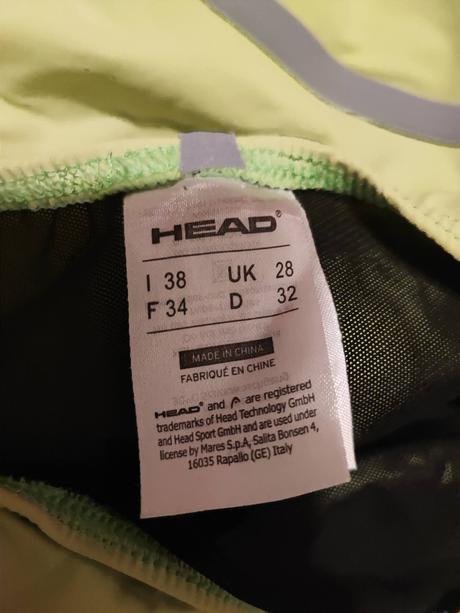 HEAD®
I 38 UK 28
F 34 D 32
MADE IN CHINA
FABRIQUÉ EN CHINE
HEAD® and are registered
trademarks of Head Technology GmbH
and Head Sport GmbH and are used under
license by Mares S.p.A, Salita Bonsen 4,
16035 Rapallo (GE) Italy